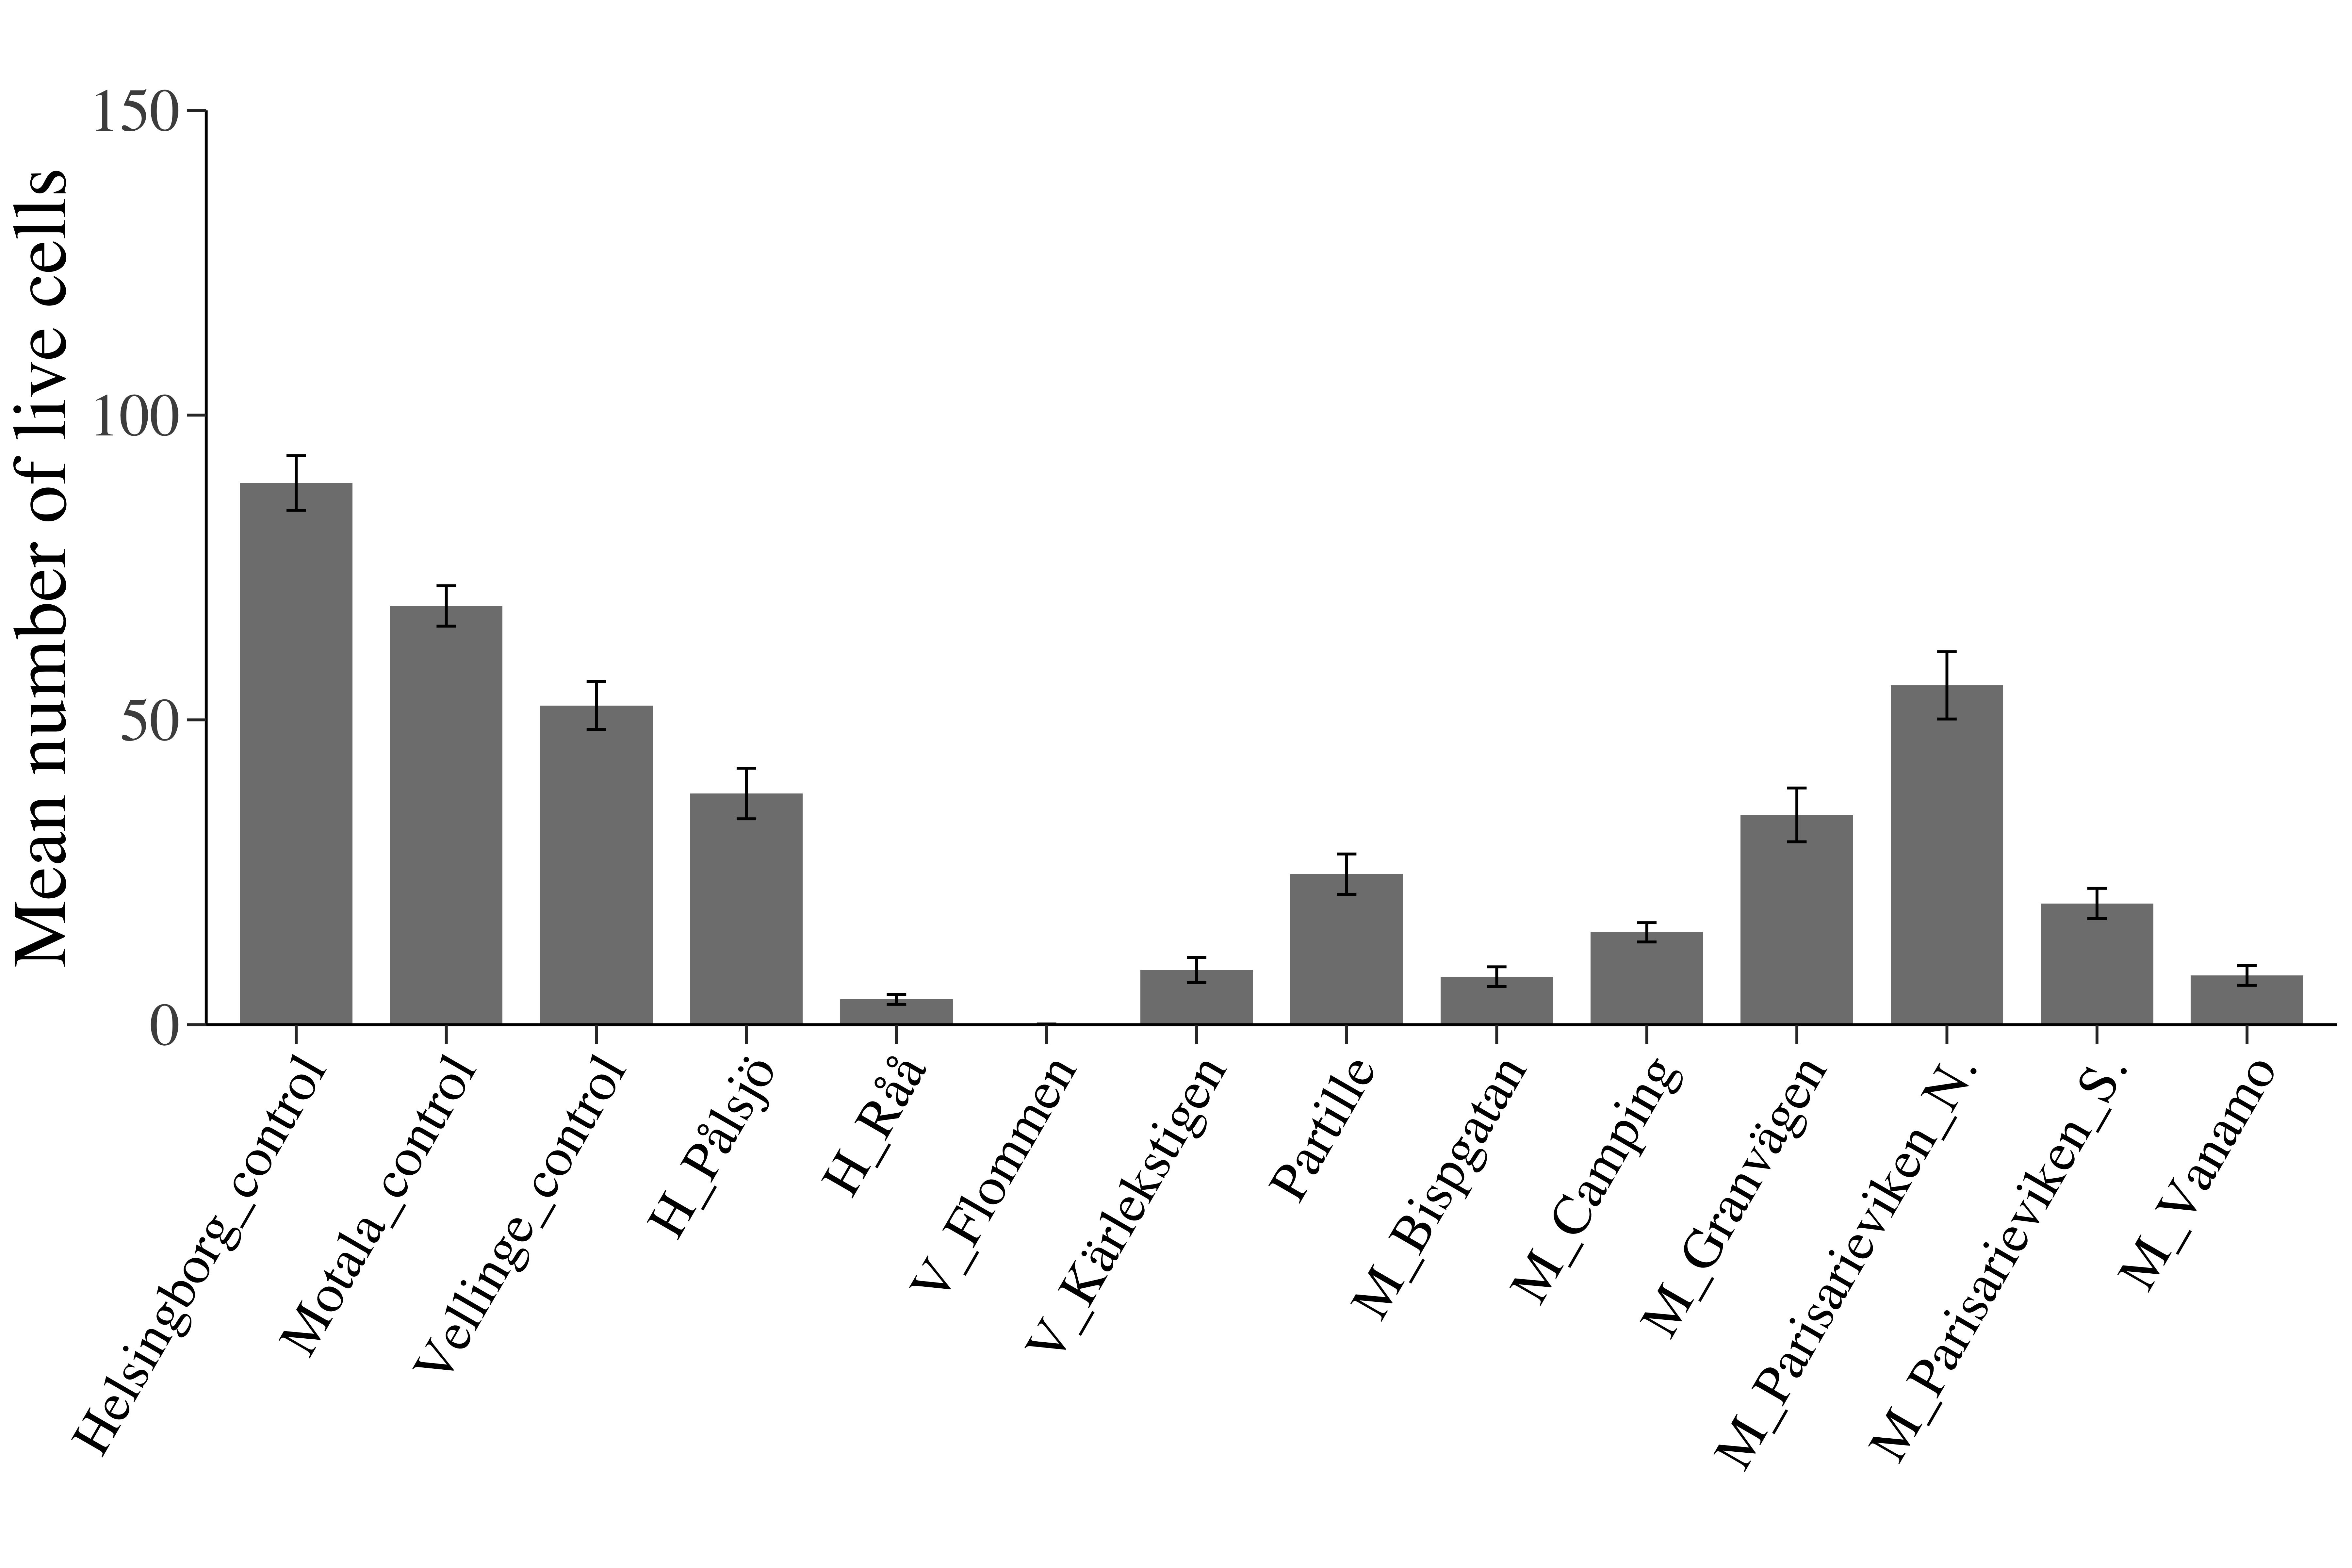 Mean number of live cells
150
100
50
0
Helsingborg_control
Motala_control
Vellinge_control
H_Pålsjö
H_Råå
V_Flommen
V_Kärlekstigen
Partille
M_Bispgatan
M_Camping
M_Granvägen
M_Parisarieviken_N.
M_Parisarieviken_S.
M_Vanamo